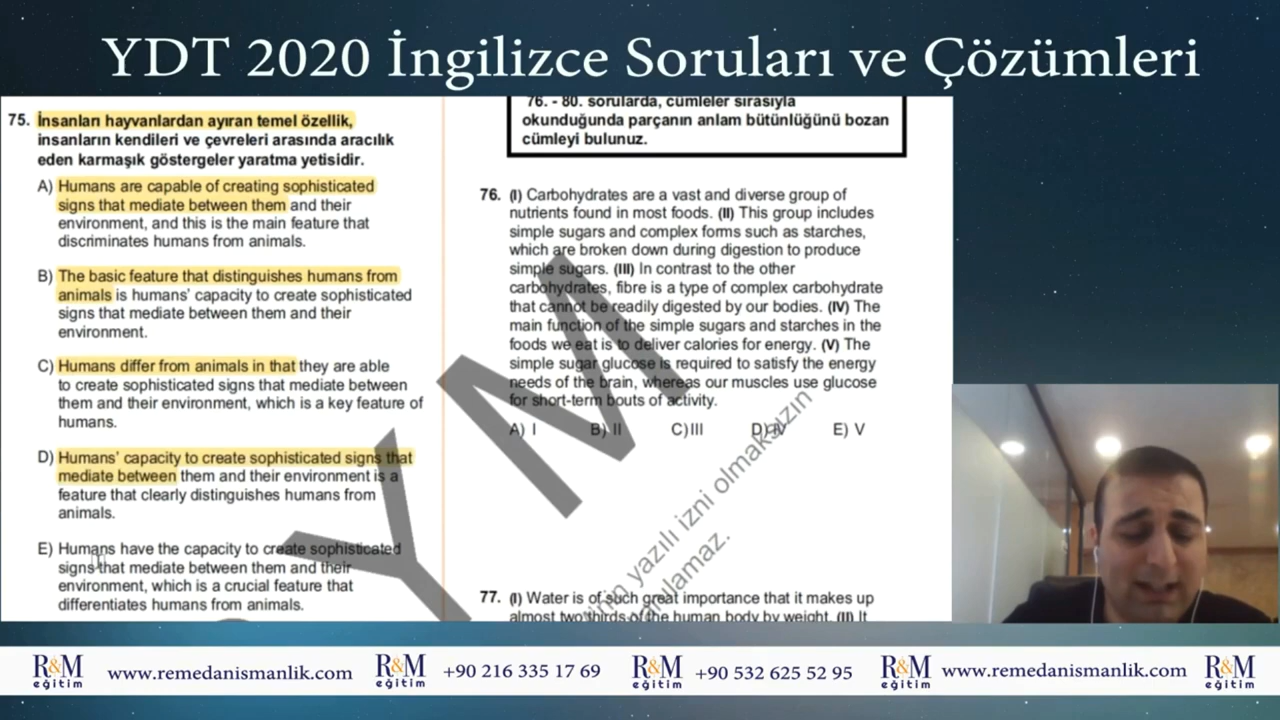 YDT 2020 İngilizce Soruları ve Çözümleri
75. İnsanları hayvanlardan ayıran temel özellik,
insanların kendileri ve çevreleri arasında aracılık
eden karmaşık göstergeler yaratma yetisidir.
A) Humans are capable of creating sophisticated
signs that mediate between them and their
environment, and this is the main feature that
discriminates humans from animals.
B) The basic feature that distinguishes humans from
animals is humans' capacity to create sophisticated
signs that mediate between them and their
environment.
C) Humans differ from animals in that they are able
to create sophisticated signs that mediate between
them and their environment, which is a key feature of
humans.
D) Humans' capacity to create sophisticated signs that
mediate between them and their environment is a
feature that clearly distinguishes humans from
animals.
E) Humans have the capacity to create sophisticated
signs that mediate between them and their
environment, which is a crucial feature that
differentiates humans from animals.
76. - 80. sorularda, cümleler sırasıyla
okunduğunda parçanın anlam bütünlüğünü bozan
cümleyi bulunuz.
76. (I) Carbohydrates are a vast and diverse group of
nutrients found in most foods. (II) This group includes
simple sugars and complex forms such as starches,
which are broken down during digestion to produce
simple sugars. (III) In contrast to the other
carbohydrates, fibre is a type of complex carbohydrate
that cannot be readily digested by our bodies. (IV) The
main function of the simple sugars and starches in the
foods we eat is to deliver calories for energy. (V) The
simple sugar glucose is required to satisfy the energy
needs of the brain, whereas our muscles use glucose
for short-term bouts of activity.
A) I B) II C) III D) IV E) V
77. (I) Water is of such great importance that it makes up
almost two thirds of the human body by weight. (II) It
Y M
yazılı izni olmaksızın
R&M eğitim www.remedanismanlik.com R&M eğitim +90 216 335 17 69 R&M eğitim +90 532 625 52 95 R&M eğitim www.remedanismanlik.com R&M eğitim